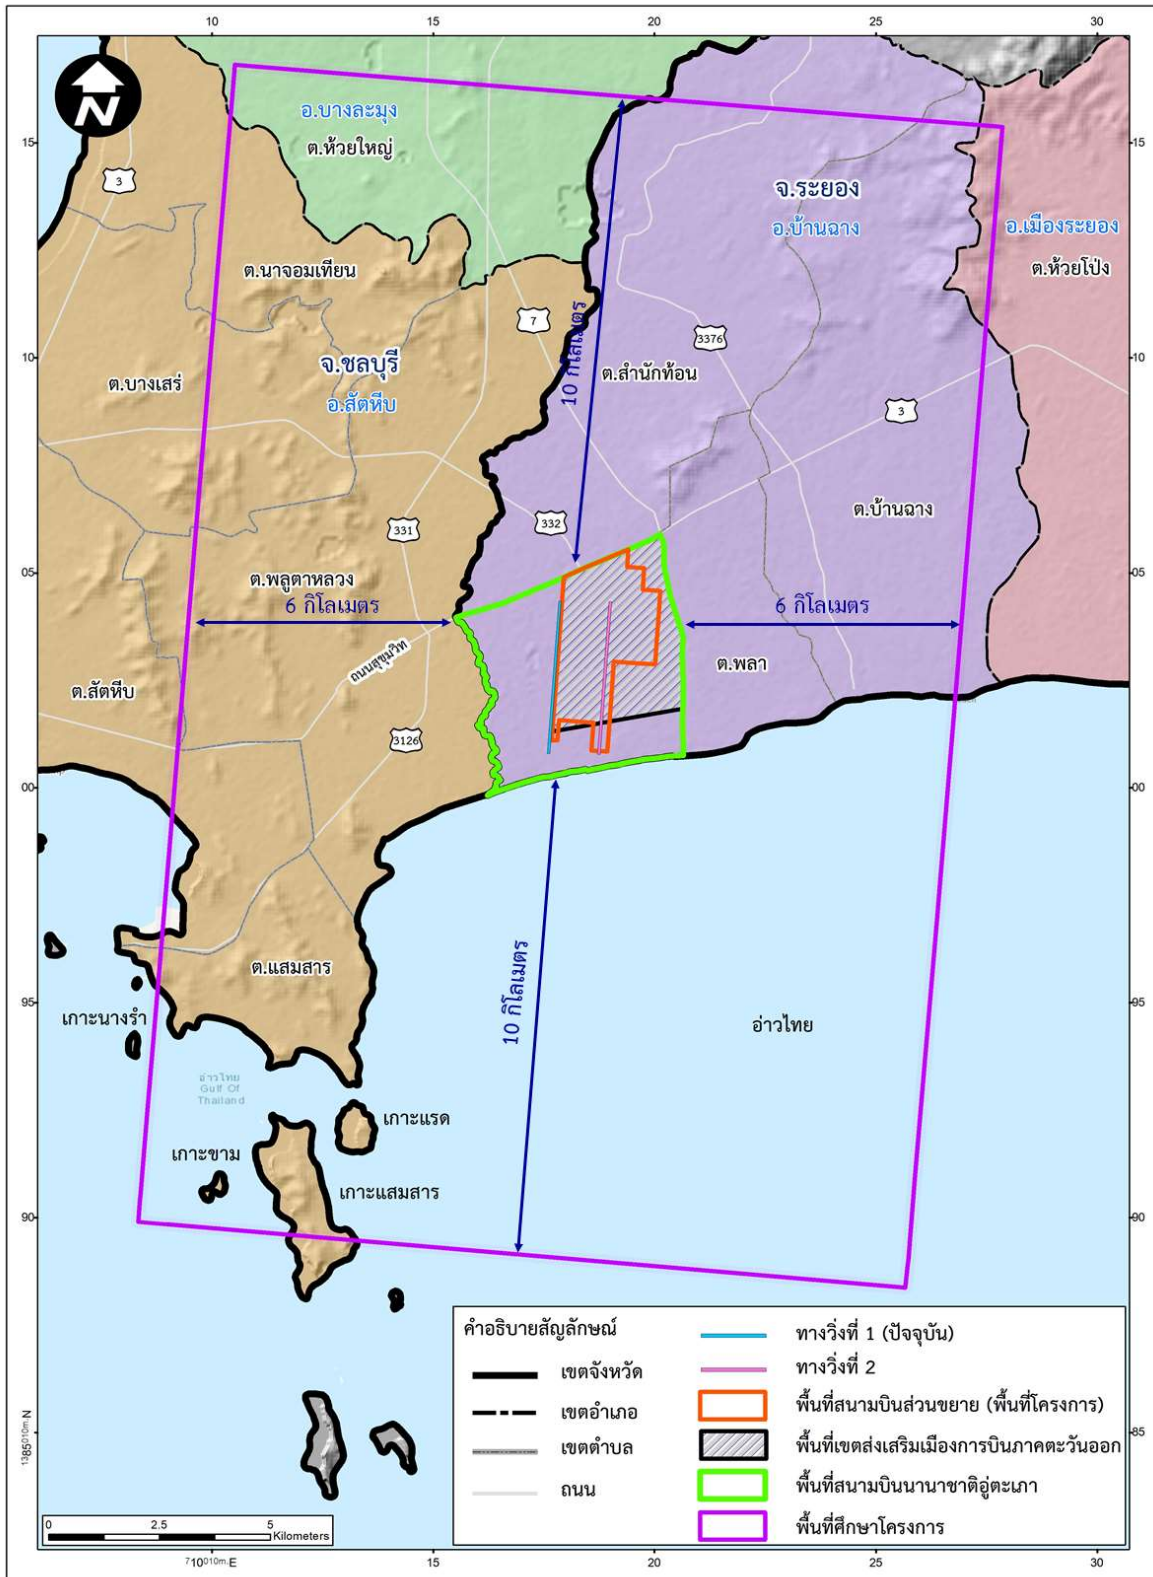 10 15 20 25 30
N
อ.บางละมุง
ต.ห้วยใหญ่
15 15
3
จ.ระยอง
อ.บ้านฉาง
อ.เมืองระยอง
ต.ห้วยโป่ง
ต.นาจอมเทียน
7
3376
10 กิโลเมตร
จ.ชลบุรี
อ.สัตหีบ
10 10
ต.บางเสร่
ต.สำนักท้อน
3
ต.บ้านฉาง
331
332
05 05
ต.พลูตาหลวง
6 กิโลเมตร
6 กิโลเมตร
ถนนสุขุมวิท
ต.พลา
ต.สัตหีบ
3126
00 00
10 กิโลเมตร
ต.แสมสาร
95 95
เกาะนางรำ
อ่าวไทย
อ่าวไทย
Gulf Of
Thailand
เกาะแรด
เกาะขาม
เกาะแสมสาร
90 90
คำอธิบายสัญลักษณ์
เขตจังหวัด
เขตอำเภอ
เขตตำบล
ถนน
ทางวิ่งที่ 1 (ปัจจุบัน)
ทางวิ่งที่ 2
พื้นที่สนามบินส่วนขยาย (พื้นที่โครงการ)
พื้นที่เขตส่งเสริมเมืองการบินภาคตะวันออก
พื้นที่สนามบินนานาชาติอู่ตะเภา
พื้นที่ศึกษาโครงการ
1385010m.N 85
0 2.5 5
Kilometers
710010m.E 15 20 25 30